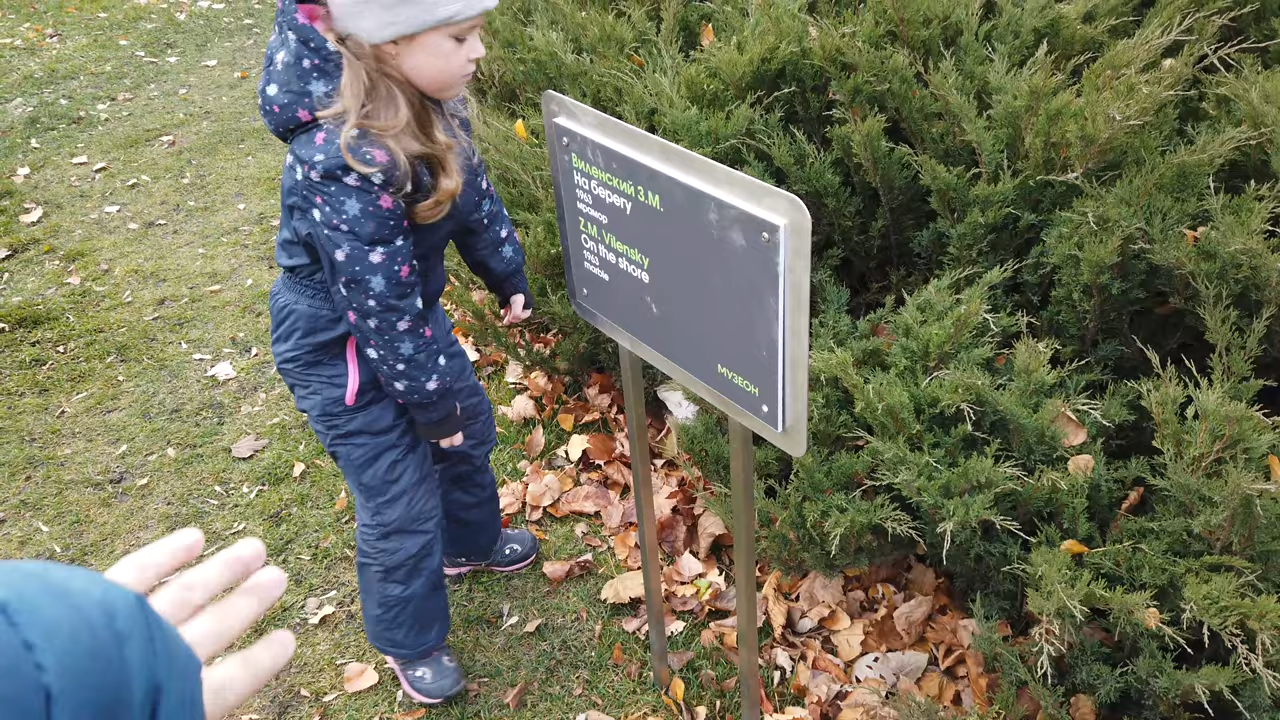 Виленский З.М.
На берегу
1963
мрамор
Z.M. Vilensky
On the shore
1963
marble
МУЗЕОН